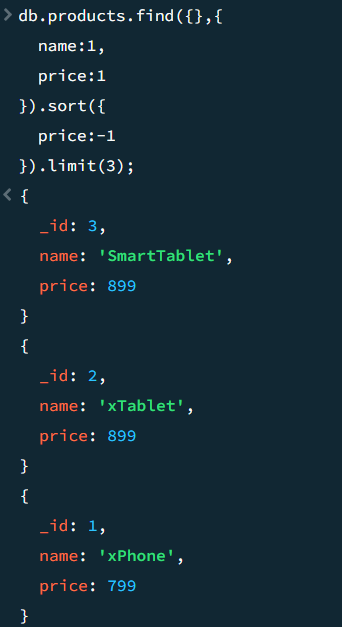 db.products.find({},{
name:1,
price:1
}).sort({
price:-1
}).limit(3);
{
_id: 3,
name: 'SmartTablet',
price: 899
}
{
_id: 2,
name: 'xTablet',
price: 899
}
{
_id: 1,
name: 'xPhone',
price: 799
}